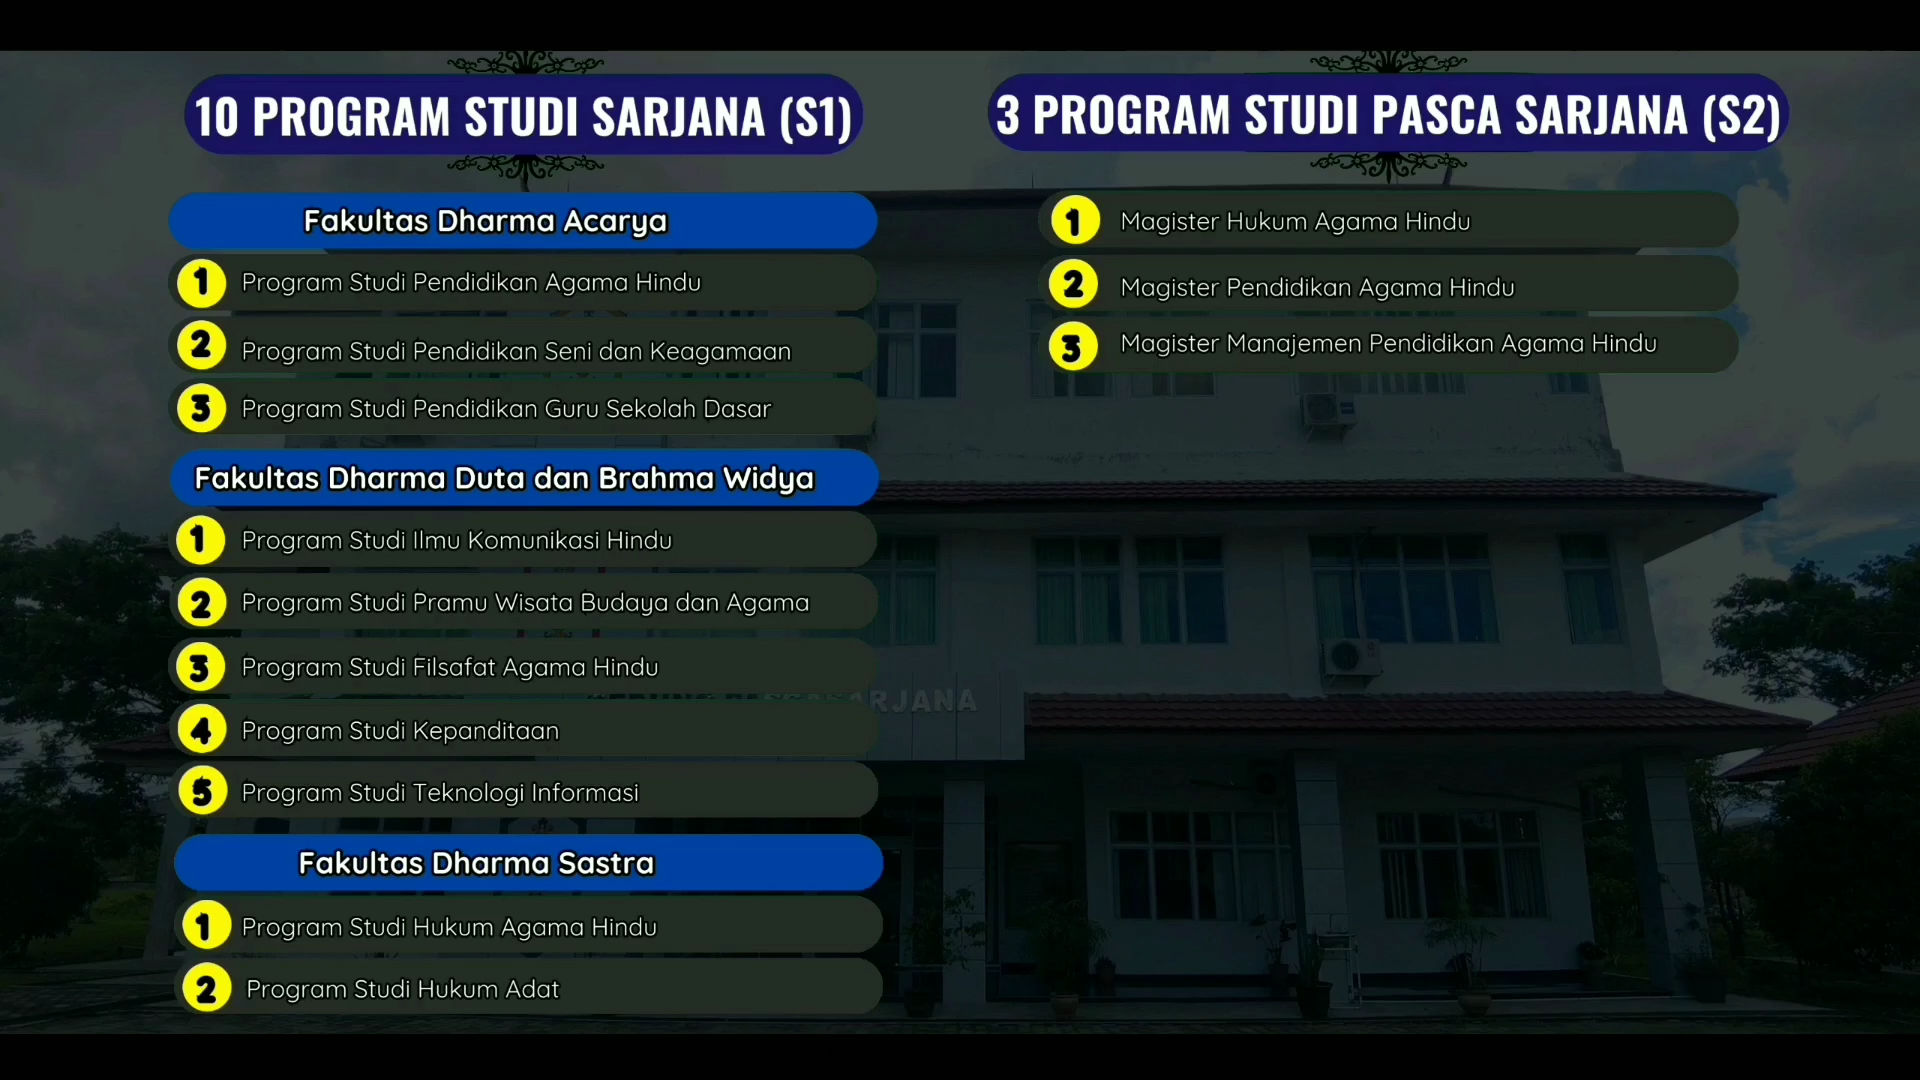 10 PROGRAM STUDI SARJANA (S1)
Fakultas Dharma Acarya
1 Program Studi Pendidikan Agama Hindu
2 Program Studi Pendidikan Seni dan Keagamaan
3 Program Studi Pendidikan Guru Sekolah Dasar
Fakultas Dharma Duta dan Brahma Widya
1 Program Studi Ilmu Komunikasi Hindu
2 Program Studi Pramu Wisata Budaya dan Agama
3 Program Studi Filsafat Agama Hindu
4 Program Studi Kepanditaan
5 Program Studi Teknologi Informasi
Fakultas Dharma Sastra
1 Program Studi Hukum Agama Hindu
2 Program Studi Hukum Adat
3 PROGRAM STUDI PASCA SARJANA (S2)
1 Magister Hukum Agama Hindu
2 Magister Pendidikan Agama Hindu
3 Magister Manajemen Pendidikan Agama Hindu